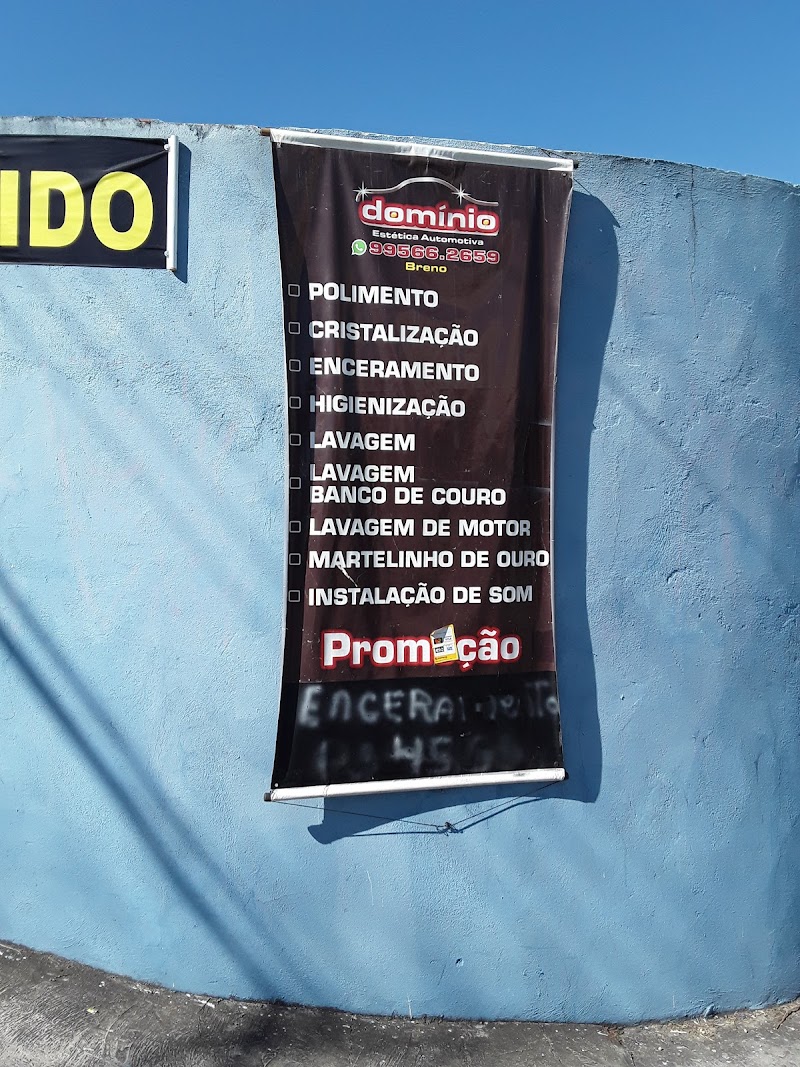 IDO
domínio
Estética Automotiva
99566.2659
Breno
POLIMENTO
CRISTALIZAÇÃO
ENCERAMENTO
HIGIENIZAÇÃO
LAVAGEM
LAVAGEM
BANCO DE COURO
LAVAGEM DE MOTOR
MARTELINHO DE OURO
INSTALAÇÃO DE SOM
Promoção
ENCERAMENTO